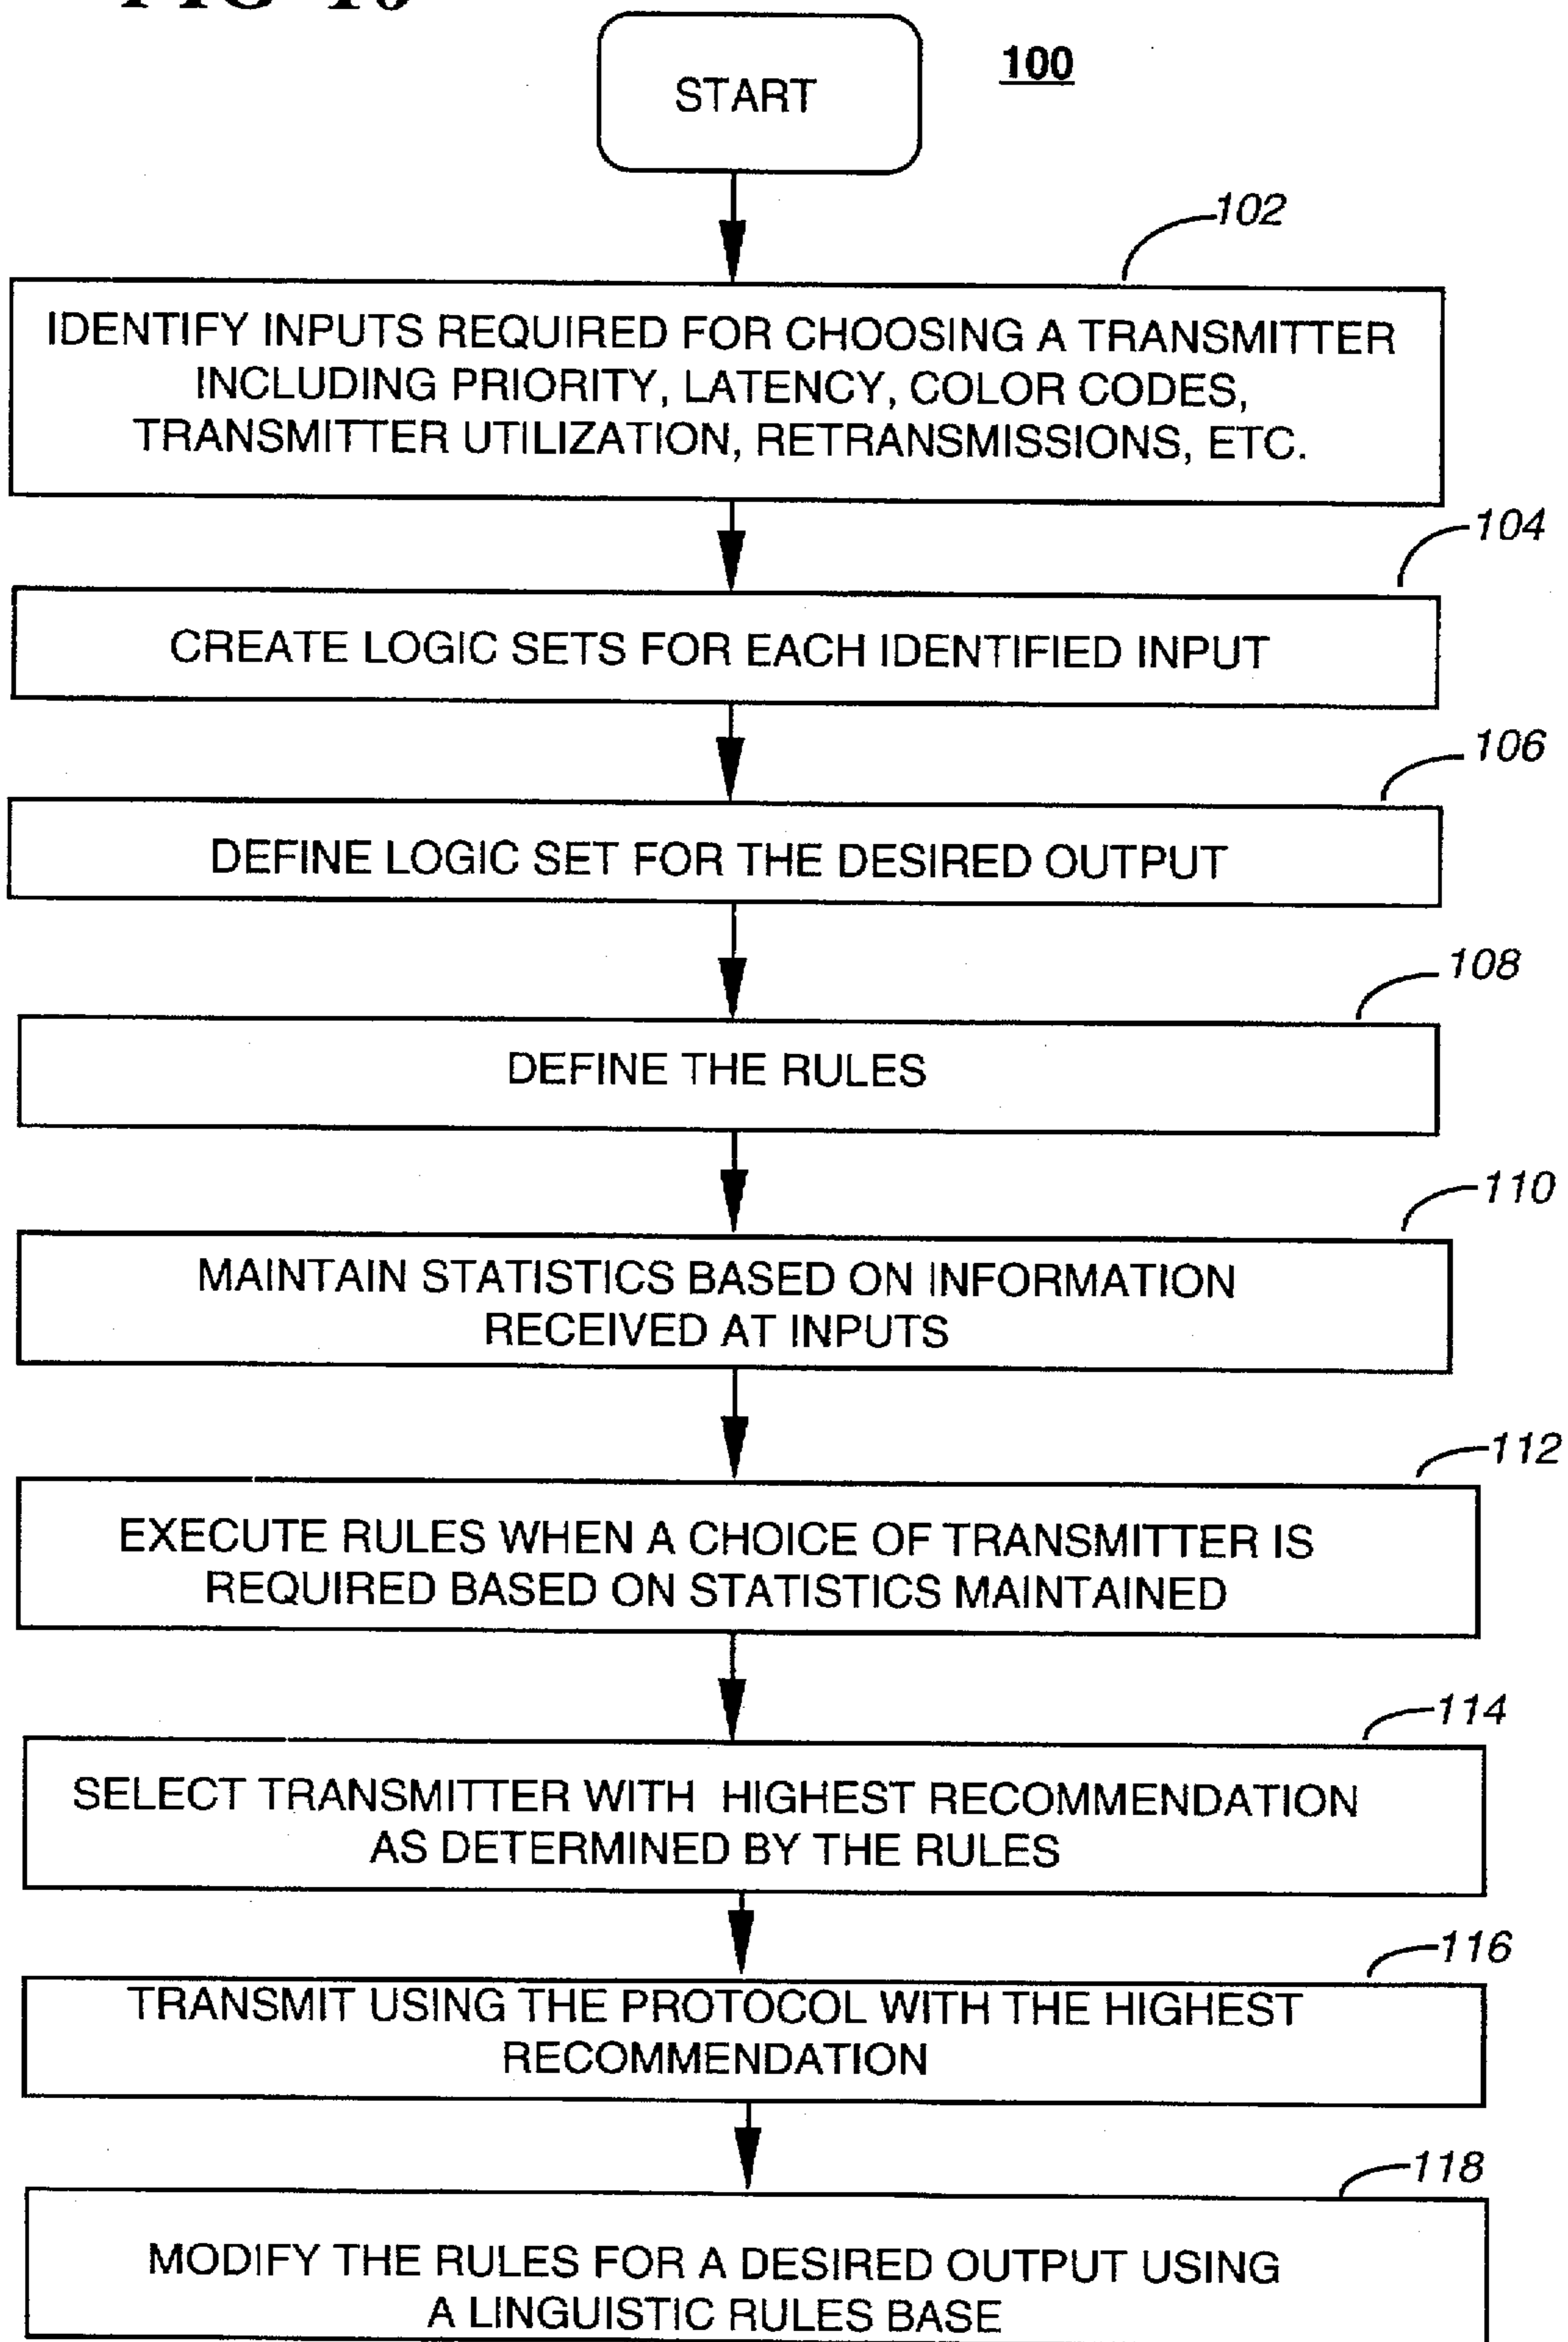 START
100
102
IDENTIFY INPUTS REQUIRED FOR CHOOSING A TRANSMITTER
INCLUDING PRIORITY, LATENCY, COLOR CODES,
TRANSMITTER UTILIZATION, RETRANSMISSIONS, ETC.
104
CREATE LOGIC SETS FOR EACH IDENTIFIED INPUT
106
DEFINE LOGIC SET FOR THE DESIRED OUTPUT
108
DEFINE THE RULES
110
MAINTAIN STATISTICS BASED ON INFORMATION
RECEIVED AT INPUTS
112
EXECUTE RULES WHEN A CHOICE OF TRANSMITTER IS
REQUIRED BASED ON STATISTICS MAINTAINED
114
SELECT TRANSMITTER WITH HIGHEST RECOMMENDATION
AS DETERMINED BY THE RULES
116
TRANSMIT USING THE PROTOCOL WITH THE HIGHEST
RECOMMENDATION
118
MODIFY THE RULES FOR A DESIRED OUTPUT USING
A LINGUISTIC RULES BASE